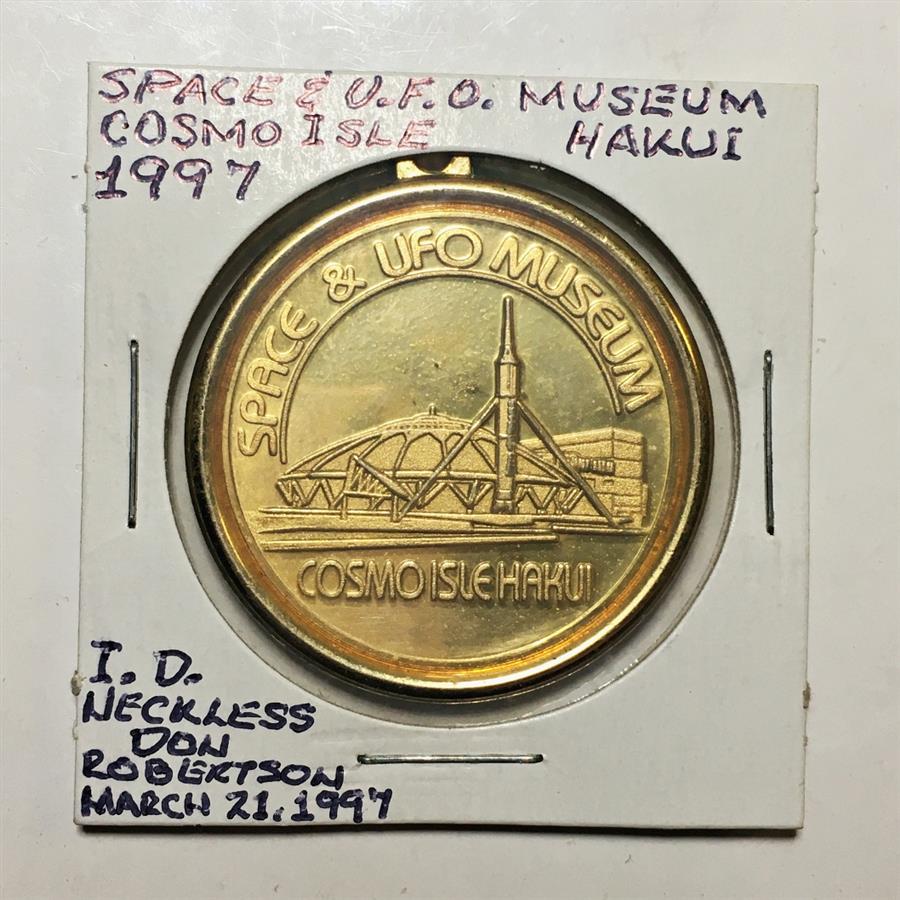 SPACE & U.F.O. MUSEUM
COSMO ISLE HAKUI
1997
SPACE & UFO MUSEUM
COSMO ISLE HAKUI
I.D.
NECKLESS
DON
ROBERTSON
MARCH 21, 1997